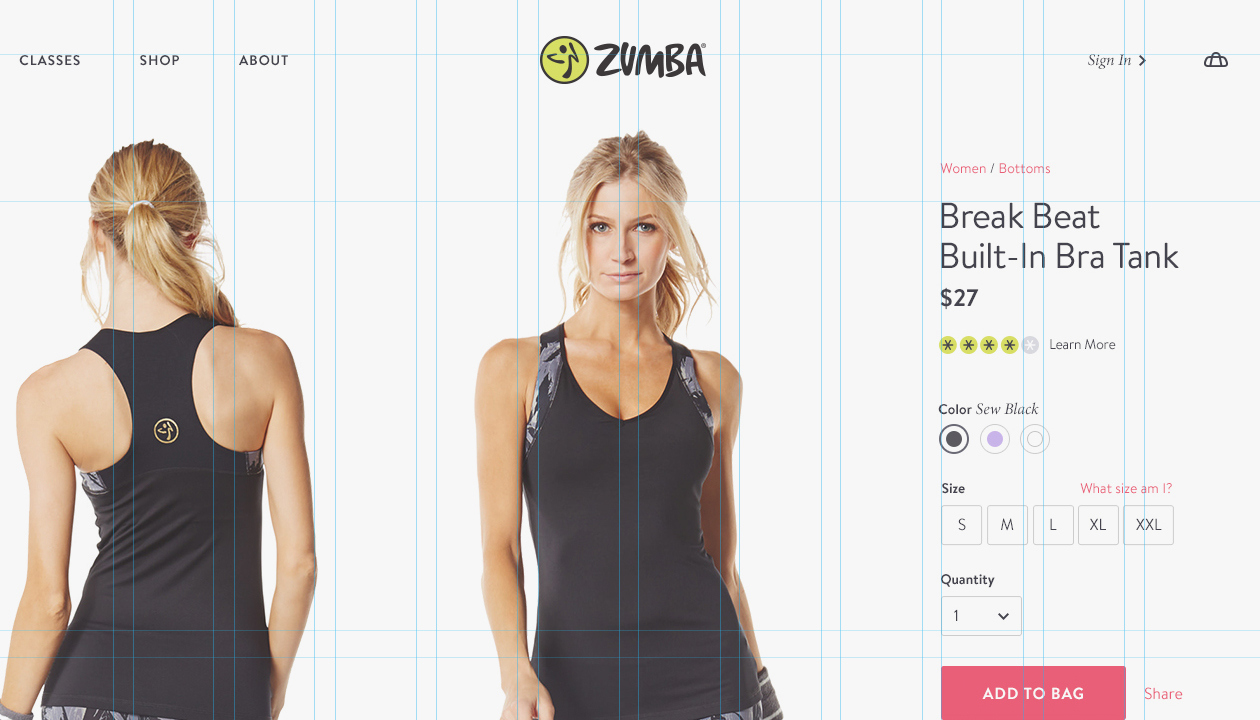 CLASSES
SHOP
ABOUT
ZUMBA®
Sign In
Women / Bottoms
Break Beat
Built-In Bra Tank
$27
Learn More
Color Sew Black
Size
What size am I?
S
M
L
XL
XXL
Quantity
1
ADD TO BAG
Share